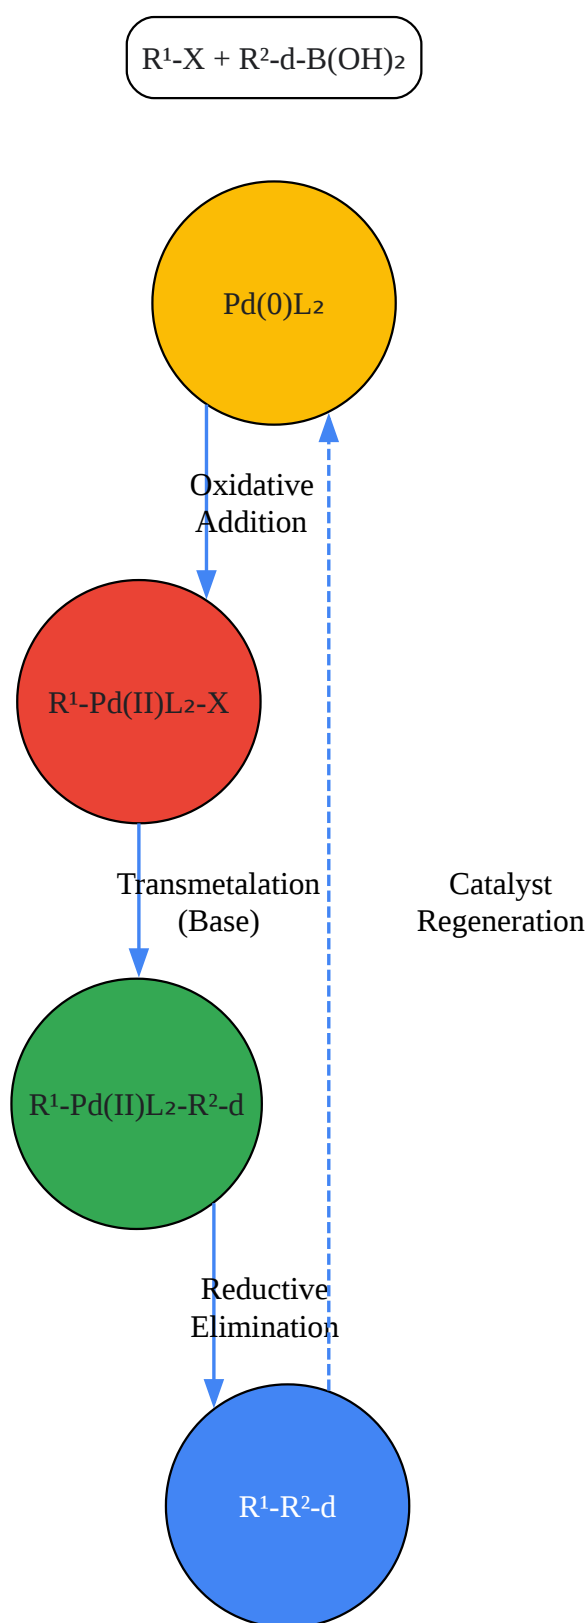 R¹-X + R²-d-B(OH)₂
Pd(0)L₂
Oxidative
Addition
R¹-Pd(II)L₂-X
Transmetalation
(Base)
Catalyst
Regeneration
R¹-Pd(II)L₂-R²-d
Reductive
Elimination
R¹-R²-d